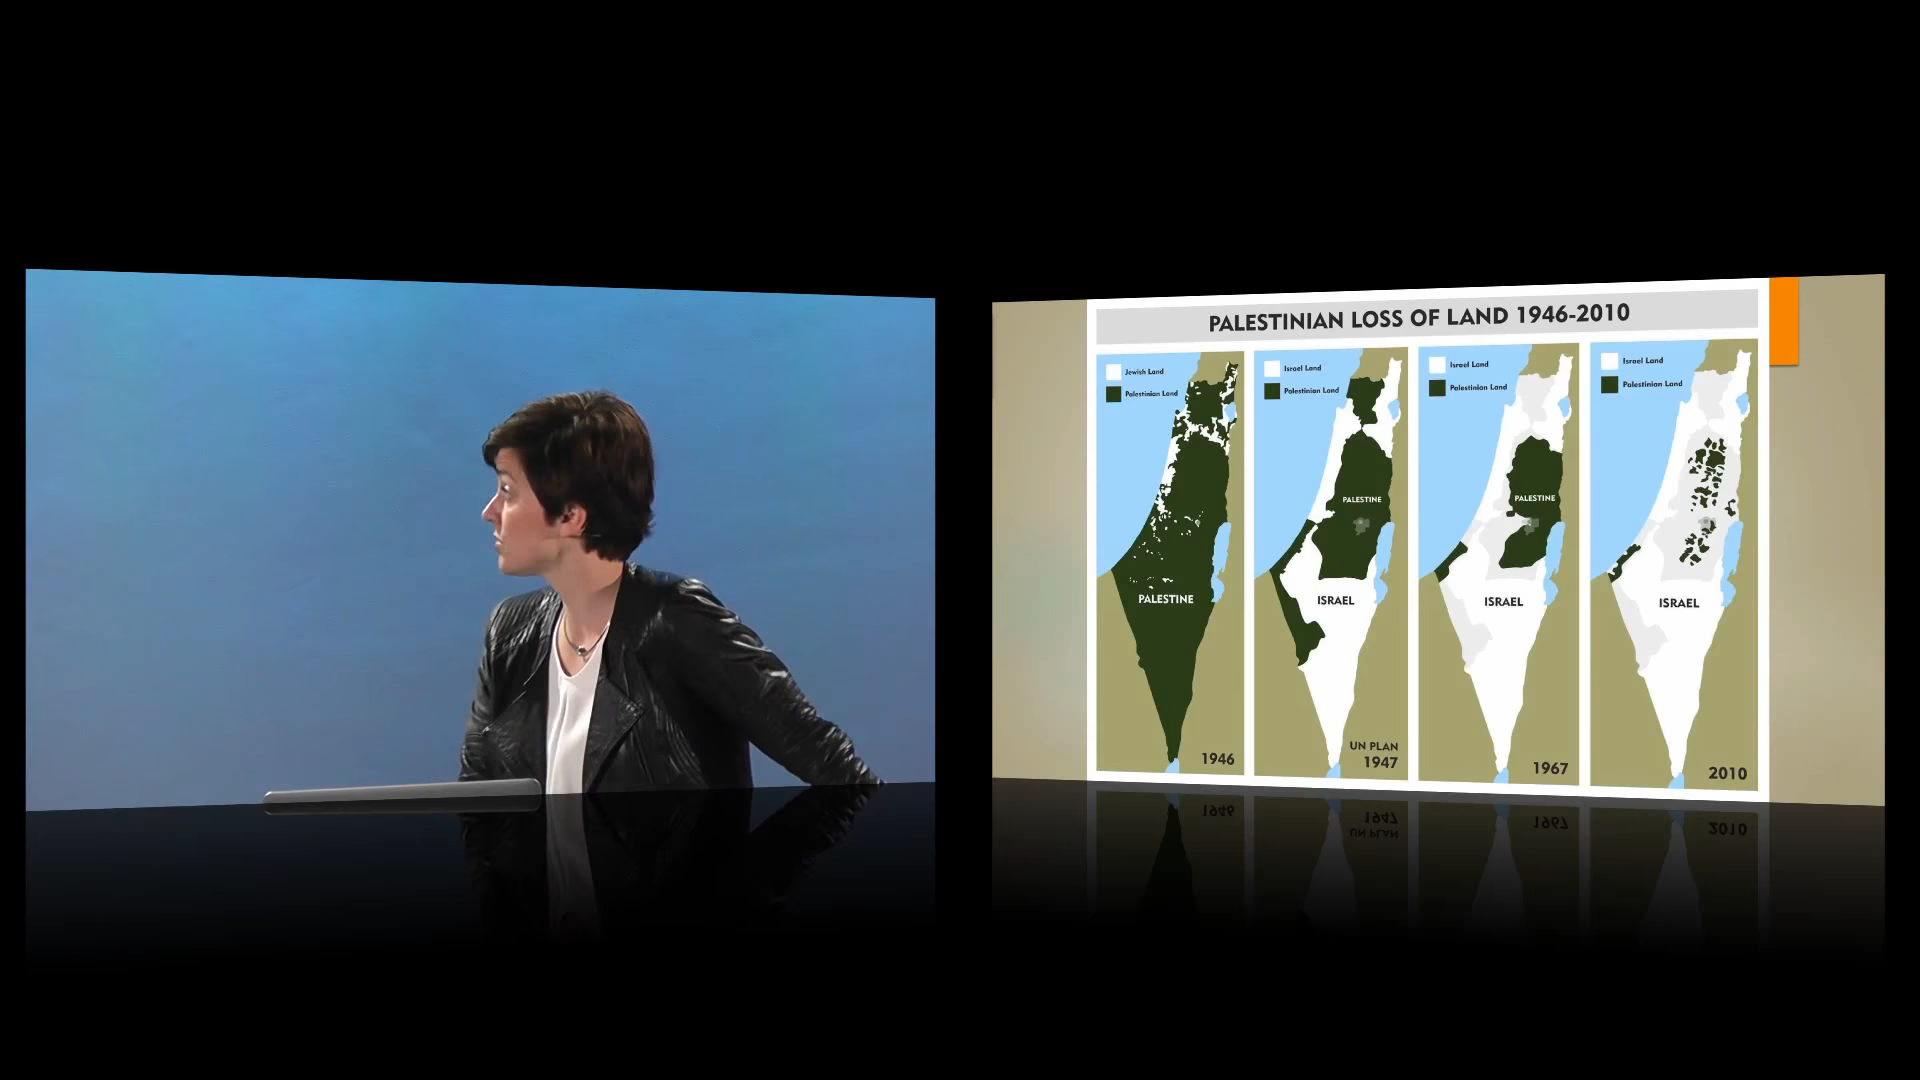 PALESTINIAN LOSS OF LAND 1946-2010
Jewish Land
Palestinian Land
PALESTINE
1946
Israel Land
Palestinian Land
PALESTINE
ISRAEL
UN PLAN
1947
Israel Land
Palestinian Land
PALESTINE
ISRAEL
1967
Israel Land
Palestinian Land
ISRAEL
2010